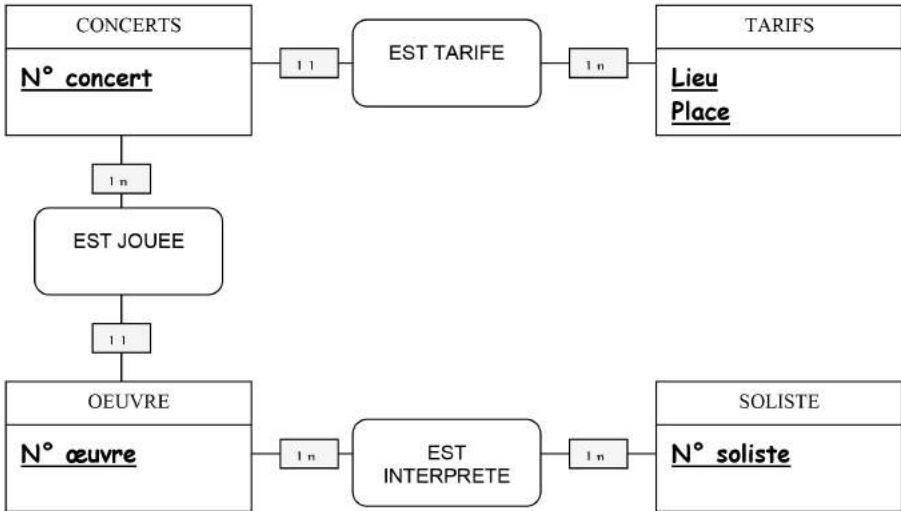 CONCERTS
N° concert
1 1
EST TARIFE
1 n
TARIFS
Lieu
Place
1 n
EST JOUEE
1 1
OEUVRE
N° œuvre
1 n
EST
INTERPRETE
1 n
SOLISTE
N° soliste